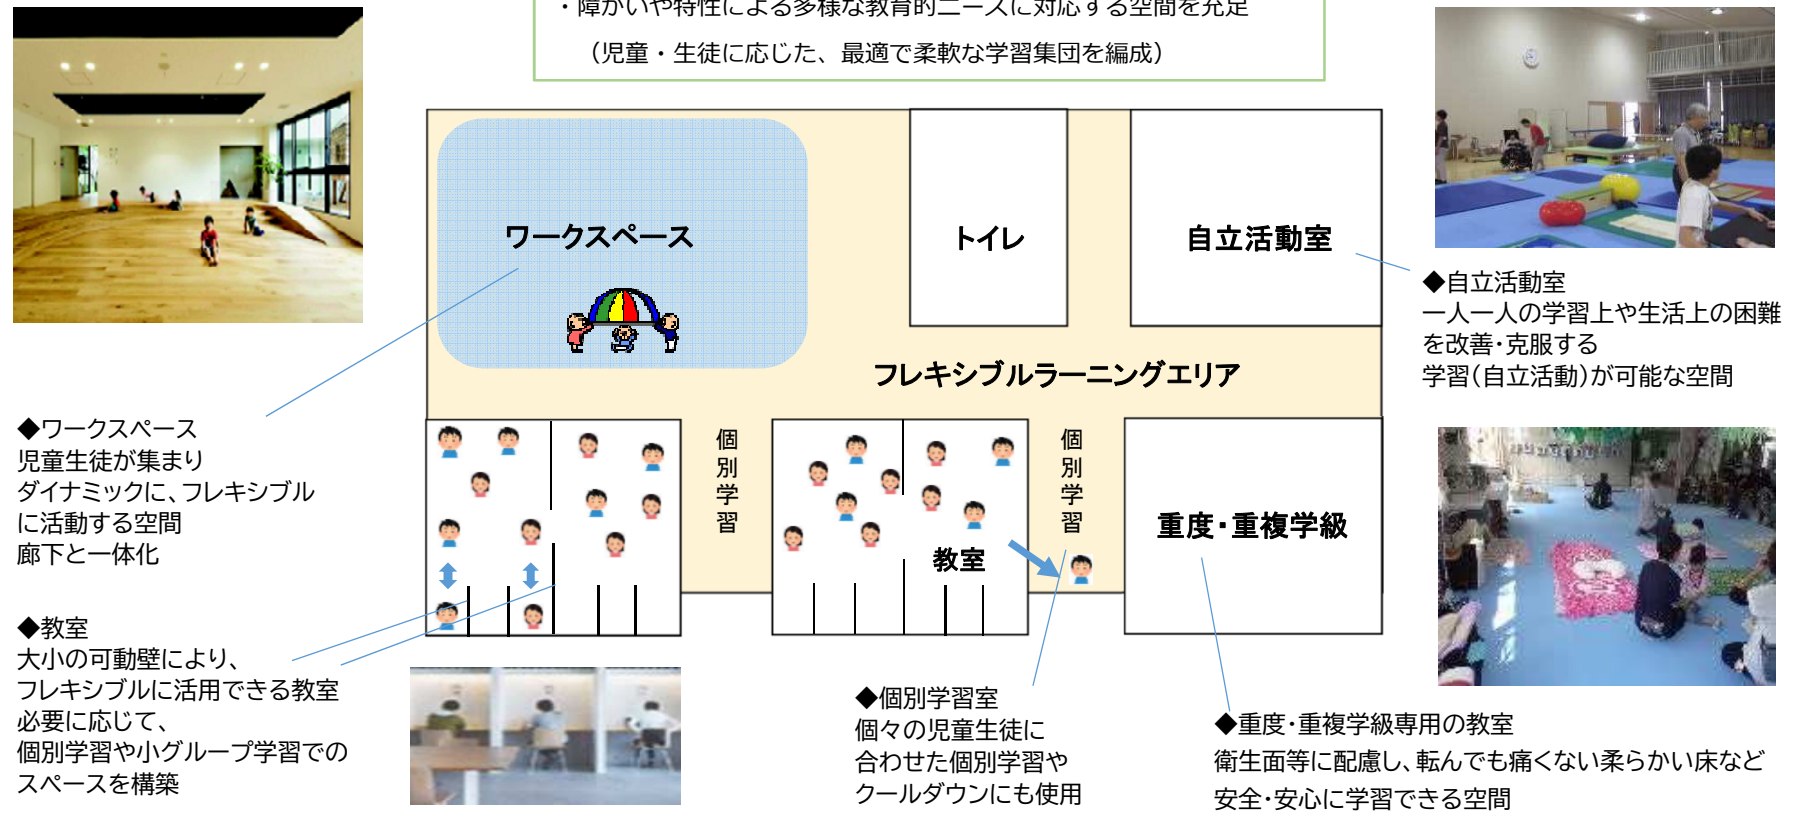 ・障がいや特性による多様な教育的ニーズに対応する空間を充足
（児童・生徒に応じた、最適で柔軟な学習集団を編成）
ワークスペース
トイレ
自立活動室
フレキシブルラーニングエリア
個別学習
個別学習
教室
重度・重複学級
◆自立活動室
一人一人の学習上や生活上の困難
を改善・克服する
学習（自立活動）が可能な空間
◆ワークスペース
児童生徒が集まり
ダイナミックに、フレキシブル
に活動する空間
廊下と一体化
◆教室
大小の可動壁により、
フレキシブルに活用できる教室
必要に応じて、
個別学習や小グループ学習での
スペースを構築
◆個別学習室
個々の児童生徒に
合わせた個別学習や
クールダウンにも使用
◆重度・重複学級専用の教室
衛生面等に配慮し、転んでも痛くない柔らかい床など
安全・安心に学習できる空間